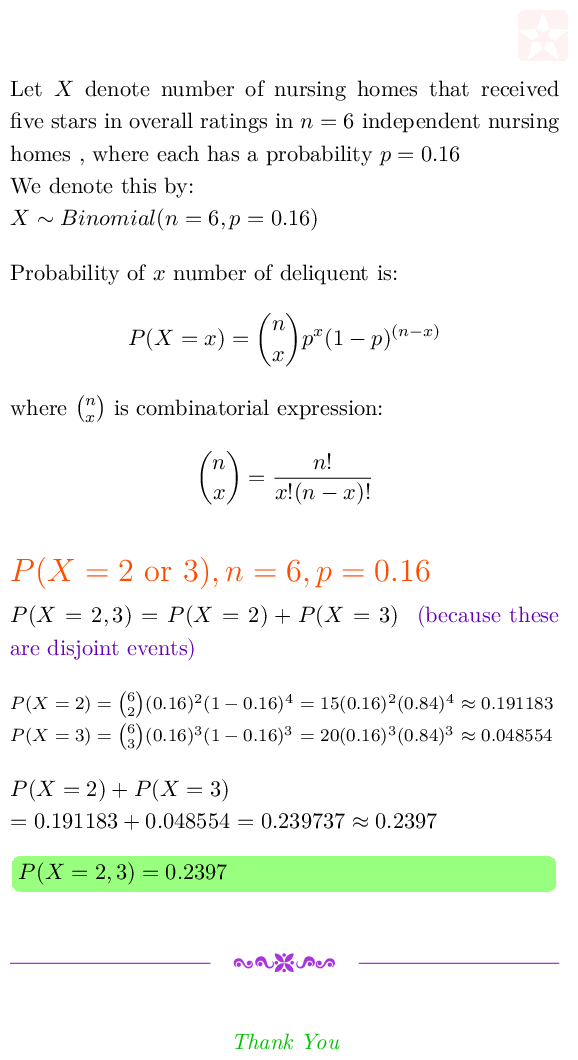 Let X denote number of nursing homes that received
five stars in overall ratings in n = 6 independent nursing
homes , where each has a probability p = 0.16
We denote this by:
X ∼ Binomial(n = 6, p = 0.16)
Probability of x number of deliquent is:
P(X = x) = \binom{n}{x} p^x (1 − p)^{(n−x)}
where \binom{n}{x} is combinatorial expression:
\binom{n}{x} = \frac{n!}{x!(n − x)!}
P(X = 2 or 3), n = 6, p = 0.16
P(X = 2, 3) = P(X = 2) + P(X = 3) (because these
are disjoint events)
P(X = 2) = \binom{6}{2}(0.16)^2(1 − 0.16)^4 = 15(0.16)^2(0.84)^4 ≈ 0.191183
P(X = 3) = \binom{6}{3}(0.16)^3(1 − 0.16)^3 = 20(0.16)^3(0.84)^3 ≈ 0.048554
P(X = 2) + P(X = 3)
= 0.191183 + 0.048554 = 0.239737 ≈ 0.2397
P(X = 2, 3) = 0.2397
Thank You